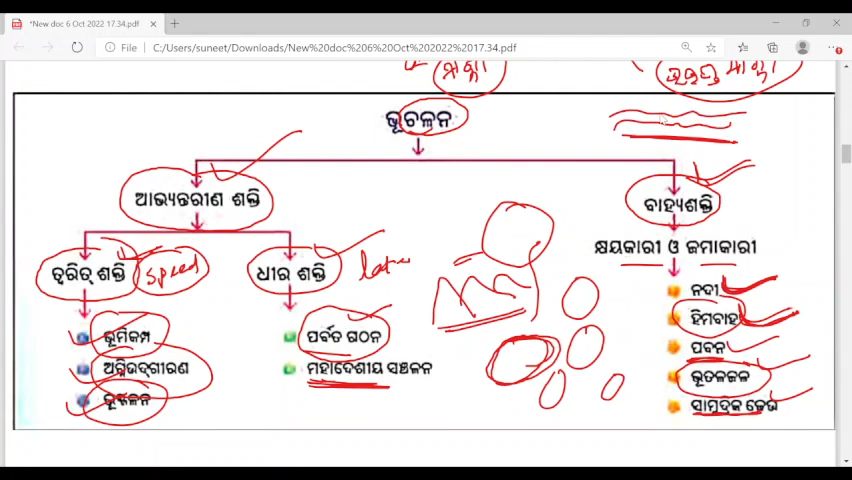 *New doc 6 Oct 2022 17.34.pdf
File C:/Users/suneet/Downloads/New%20doc%206%20Oct%202022%2017.34.pdf
ଭୂଚଳନ
ଆଭ୍ୟନ୍ତରୀଣ ଶକ୍ତି
ବାହ୍ୟଶକ୍ତି
ତ୍ୱରିତ୍ ଶକ୍ତି speed
ଧୀର ଶକ୍ତି
କ୍ଷୟକାରୀ ଓ ଜମାକାରୀ
ଭୂମିକମ୍ପ
ଅଗ୍ନିଉଦ୍‌ଗୀରଣ
ଭୂସ୍ଖଳନ
ପର୍ବତ ଗଠନ
ମହାଦେଶୀୟ ସଞ୍ଚଳନ
ନଦୀ
ହିମବାହ
ପବନ
ଭୂତଳଜଳ
ସାମୁଦ୍ରିକ ଢେଉ